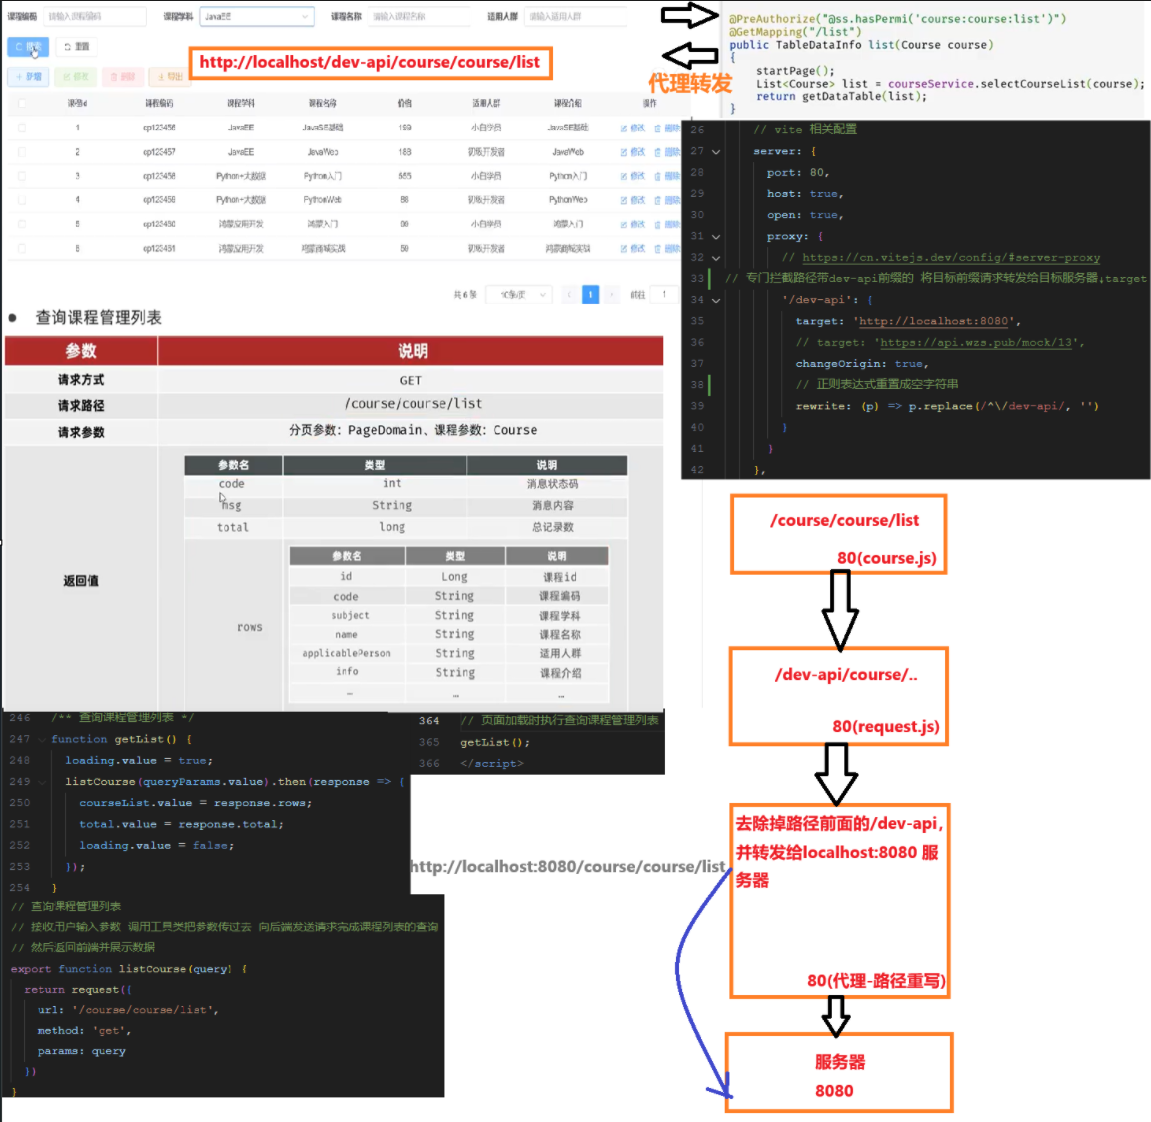 课程编码 请输入课程编码 课程学科 JavaEE 课程名称 请输入课程名称 适用人群 请输入适用人群
搜索 重置
http://localhost/dev-api/course/course/list
+ 新增 修改 删除 导出
课程id 课程编码 课程学科 课程名称 价格 适用人群 课程介绍 操作
1 cp123456 JavaEE JavaSE基础 199 小白学员 JavaSE基础 修改 删除
2 cp123457 JavaEE JavaWeb 188 初级开发者 JavaWeb 修改 删除
3 cp123458 Python+大数据 Python入门 555 小白学员 Python入门 修改 删除
4 cp123459 Python+大数据 PythonWeb 88 初级开发者 PythonWeb 修改 删除
5 cp123460 鸿蒙应用开发 鸿蒙入门 小白学员 鸿蒙入门 修改 删除
6 cp123461 鸿蒙应用开发 鸿蒙商城实战 初级开发者 鸿蒙商城实战 修改 删除
共 6 条 10条/页 1 前往 1
代理转发
@PreAuthorize("@ss.hasPermi('course:course:list')")
@GetMapping("/list")
public TableDataInfo list(Course course)
{
startPage();
List<Course> list = courseService.selectCourseList(course);
return getDataTable(list);
}
26 // vite 相关配置
27 server: {
28 port: 80,
29 host: true,
30 open: true,
31 proxy: {
32 // https://cn.vitejs.dev/config/#server-proxy
33 // 专门拦截路径带dev-api前缀的 将目标前缀请求转发给目标服务器↓target
34 '/dev-api': {
35 target: 'http://localhost:8080',
36 // target: 'https://api.wzs.pub/mock/13',
37 changeOrigin: true,
38 // 正则表达式重置成空字符串
39 rewrite: (p) => p.replace(/^\/dev-api/, '')
40 }
41 }
42 },
● 查询课程管理列表
参数 说明
请求方式 GET
请求路径 /course/course/list
请求参数 分页参数：PageDomain、课程参数：Course
返回值
参数名 类型 说明
code int 消息状态码
msg String 消息内容
total long 总记录数
rows
参数名 类型 说明
id Long 课程id
code String 课程编码
subject String 课程学科
name String 课程名称
applicablePerson String 适用人群
info String 课程介绍
… … …
246 /** 查询课程管理列表 */
247 function getList() {
248 loading.value = true;
249 listCourse(queryParams.value).then(response => {
250 courseList.value = response.rows;
251 total.value = response.total;
252 loading.value = false;
253 });
254 }
364 // 页面加载时执行查询课程管理列表
365 getList();
366 </script>
http://localhost:8080/course/course/list
// 查询课程管理列表
// 接收用户输入参数 调用工具类把参数传过去 向后端发送请求完成课程列表的查询
// 然后返回前端并展示数据
export function listCourse(query) {
return request({
url: '/course/course/list',
method: 'get',
params: query
})
}
/course/course/list
80(course.js)
/dev-api/course/..
80(request.js)
去除掉路径前面的/dev-api,
并转发给localhost:8080 服
务器
80(代理-路径重写)
服务器
8080